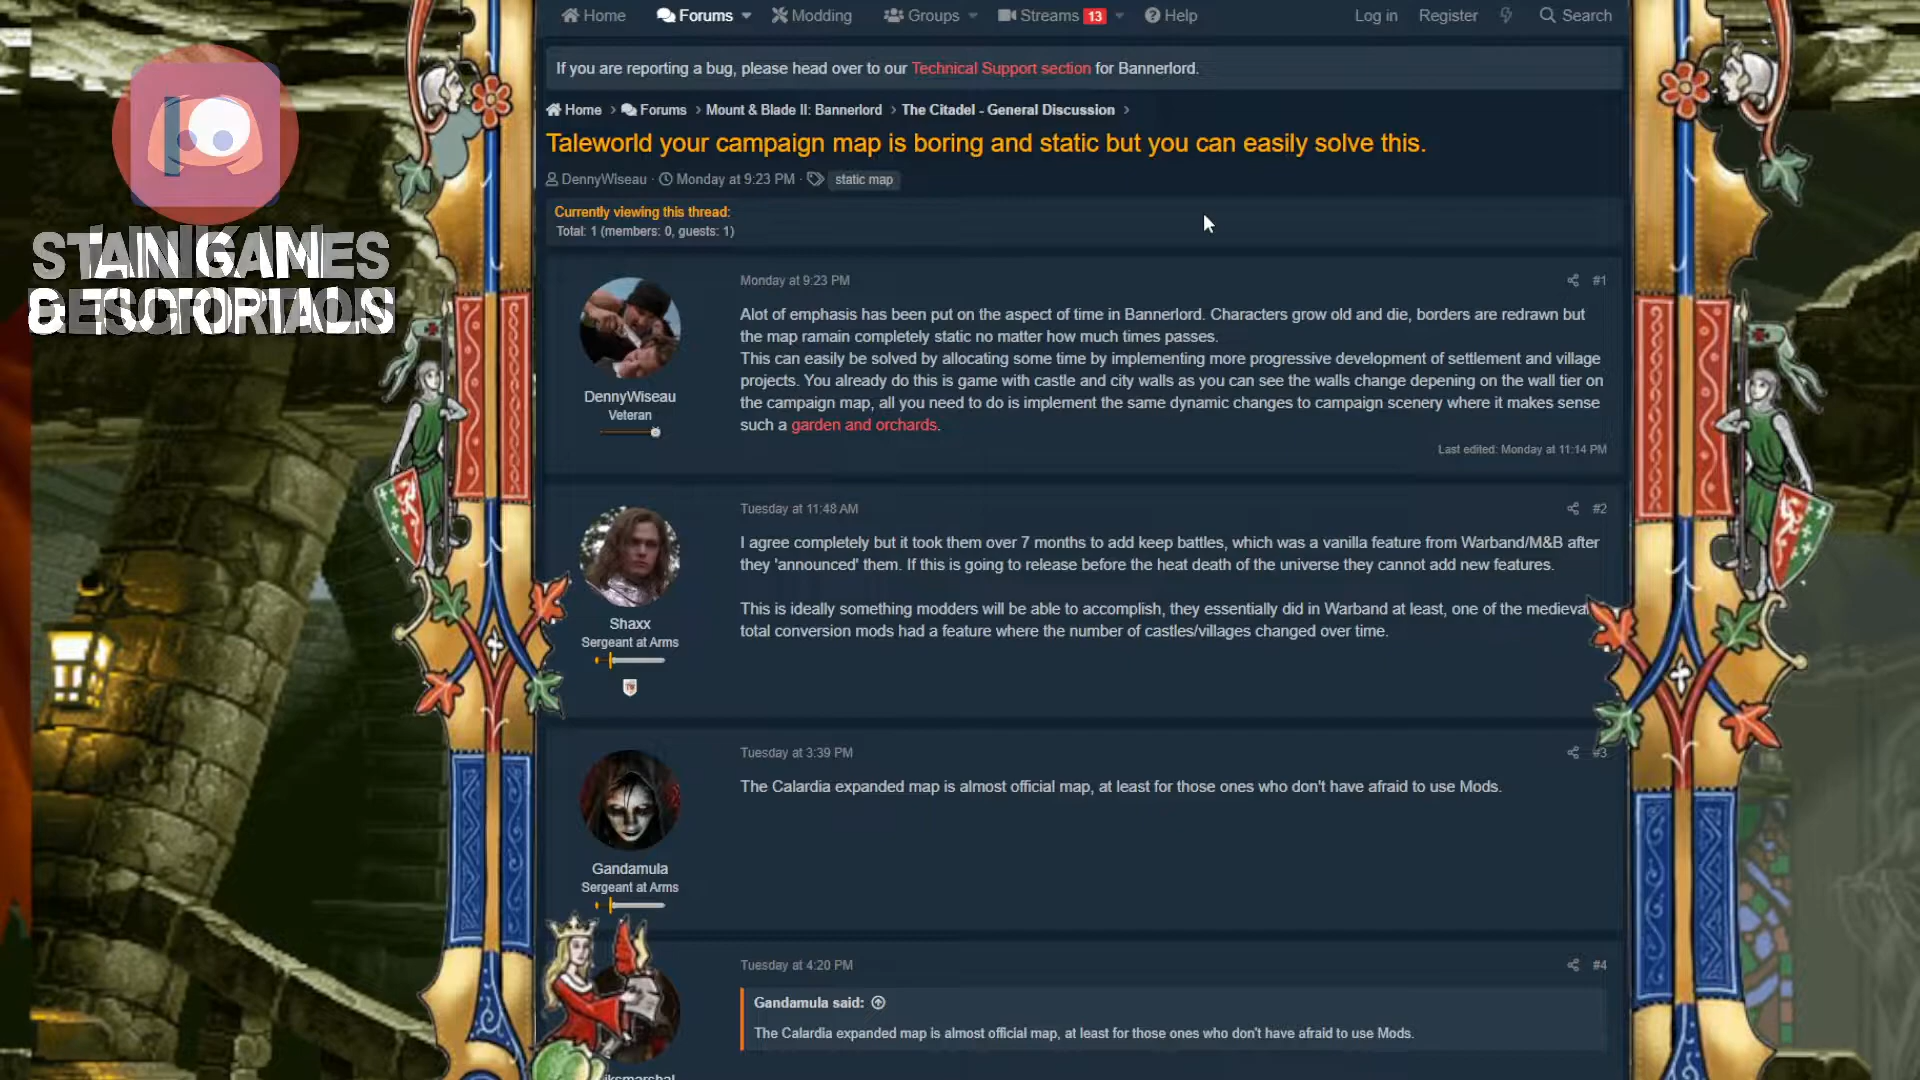 Home
Forums
Modding
Groups
Streams 13
Help
Log in
Register
Search
If you are reporting a bug, please head over to our Technical Support section for Bannerlord.
Home > Forums > Mount & Blade II: Bannerlord > The Citadel - General Discussion >
Taleworld your campaign map is boring and static but you can easily solve this.
DennyWiseau · Monday at 9:23 PM · static map
Currently viewing this thread:
Total: 1 (members: 0, guests: 1)
Monday at 9:23 PM
#1
Alot of emphasis has been put on the aspect of time in Bannerlord. Characters grow old and die, borders are redrawn but
the map ramain completely static no matter how much times passes.
This can easily be solved by allocating some time by implementing more progressive development of settlement and village
projects. You already do this is game with castle and city walls as you can see the walls change depening on the wall tier on
the campaign map, all you need to do is implement the same dynamic changes to campaign scenery where it makes sense
such a garden and orchards.
DennyWiseau
Veteran
Last edited: Monday at 11:14 PM
Tuesday at 11:48 AM
#2
I agree completely but it took them over 7 months to add keep battles, which was a vanilla feature from Warband/M&B after
they 'announced' them. If this is going to release before the heat death of the universe they cannot add new features.
This is ideally something modders will be able to accomplish, they essentially did in Warband at least, one of the medieval
total conversion mods had a feature where the number of castles/villages changed over time.
Shaxx
Sergeant at Arms
Tuesday at 3:39 PM
#3
The Calardia expanded map is almost official map, at least for those ones who don't have afraid to use Mods.
Gandamula
Sergeant at Arms
Tuesday at 4:20 PM
#4
Gandamula said:
The Calardia expanded map is almost official map, at least for those ones who don't have afraid to use Mods.